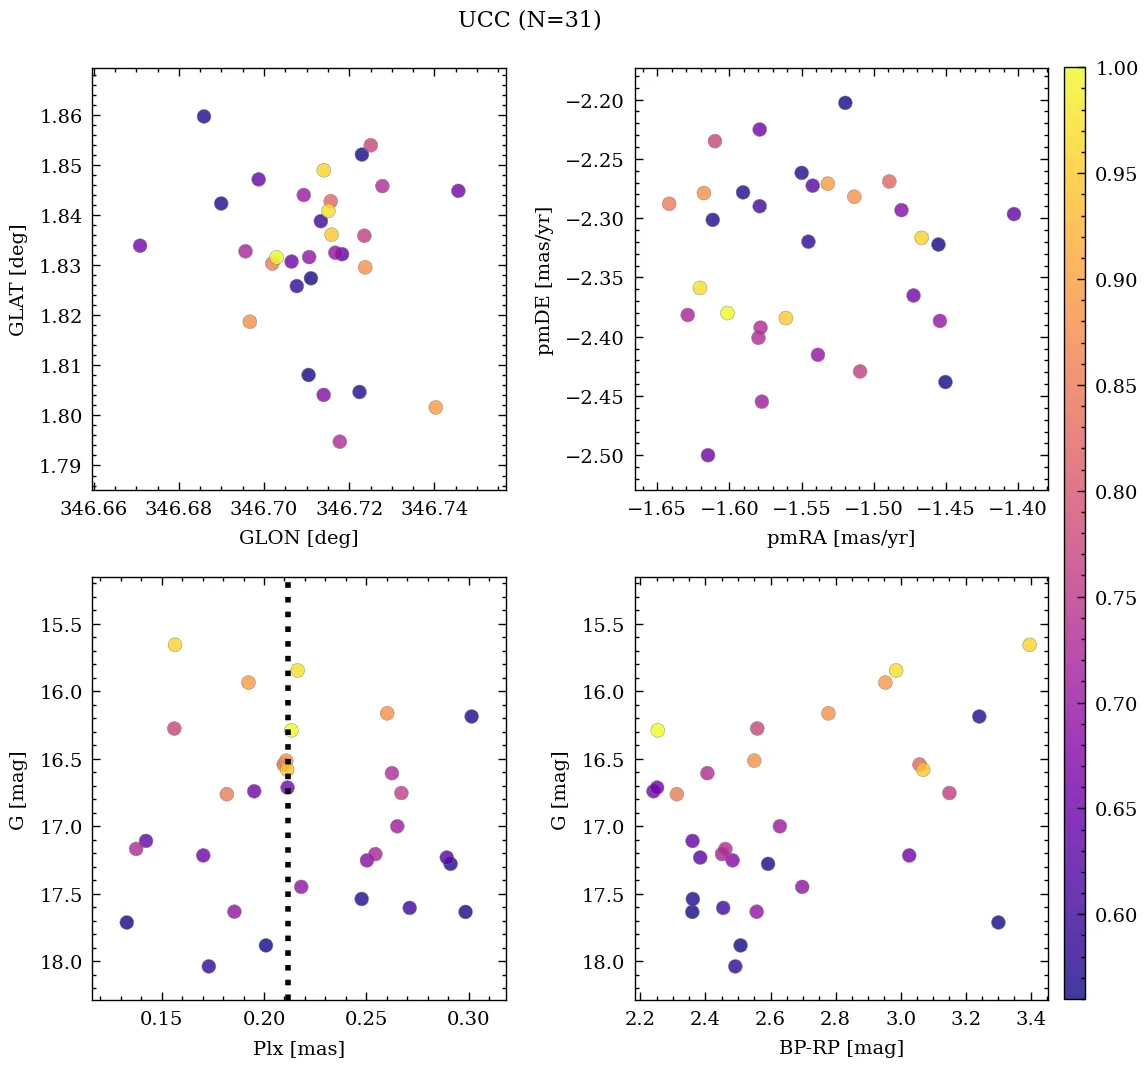 UCC (N=31)
1.86
1.85
1.84
1.83
1.82
1.81
1.80
1.79
GLAT [deg]
346.66 346.68 346.70 346.72 346.74
GLON [deg]
−2.20
−2.25
−2.30
−2.35
−2.40
−2.45
−2.50
pmDE [mas/yr]
−1.65 −1.60 −1.55 −1.50 −1.45 −1.40
pmRA [mas/yr]
15.5
16.0
16.5
17.0
17.5
18.0
G [mag]
0.15 0.20 0.25 0.30
Plx [mas]
15.5
16.0
16.5
17.0
17.5
18.0
G [mag]
2.2 2.4 2.6 2.8 3.0 3.2 3.4
BP-RP [mag]
1.00
0.95
0.90
0.85
0.80
0.75
0.70
0.65
0.60